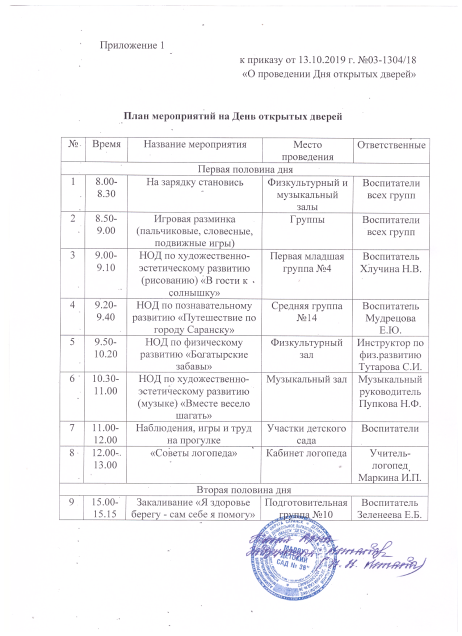 Приложение 1
к приказу от 13.10.2019 г. №03-1304/18
«О проведении Дня открытых дверей»
План мероприятий на День открытых дверей
№ Время Название мероприятия Место проведения Ответственные
Первая половина дня
1 8.00-8.30 На зарядку становись Физкультурный и музыкальный залы Воспитатели всех групп
2 8.50-9.00 Игровая разминка (пальчиковые, словесные, подвижные игры) Группы Воспитатели всех групп
3 9.00-9.10 НОД по художественно-эстетическому развитию (рисованию) «В гости к солнышку» Первая младшая группа №4 Воспитатель Хлучина Н.В.
4 9.20-9.40 НОД по познавательному развитию «Путешествие по городу Саранску» Средняя группа №14 Воспитатель Мудрецова Е.Ю.
5 9.50-10.20 НОД по физическому развитию «Богатырские забавы» Физкультурный зал Инструктор по физ.развитию Тутарова С.И.
6 10.30-11.00 НОД по художественно-эстетическому развитию (музыке) «Вместе весело шагать» Музыкальный зал Музыкальный руководитель Пупкова Н.Ф.
7 11.00-12.00 Наблюдения, игры и труд на прогулке Участки детского сада Воспитатели
8 12.00-13.00 «Советы логопеда» Кабинет логопеда Учитель-логопед Маркина И.П.
Вторая половина дня
9 15.00-15.15 Закаливание «Я здоровье берегу - сам себе я помогу» Подготовительная группа №10 Воспитатель Зеленеева Е.Б.
ДЕТСКИЙ
САД №